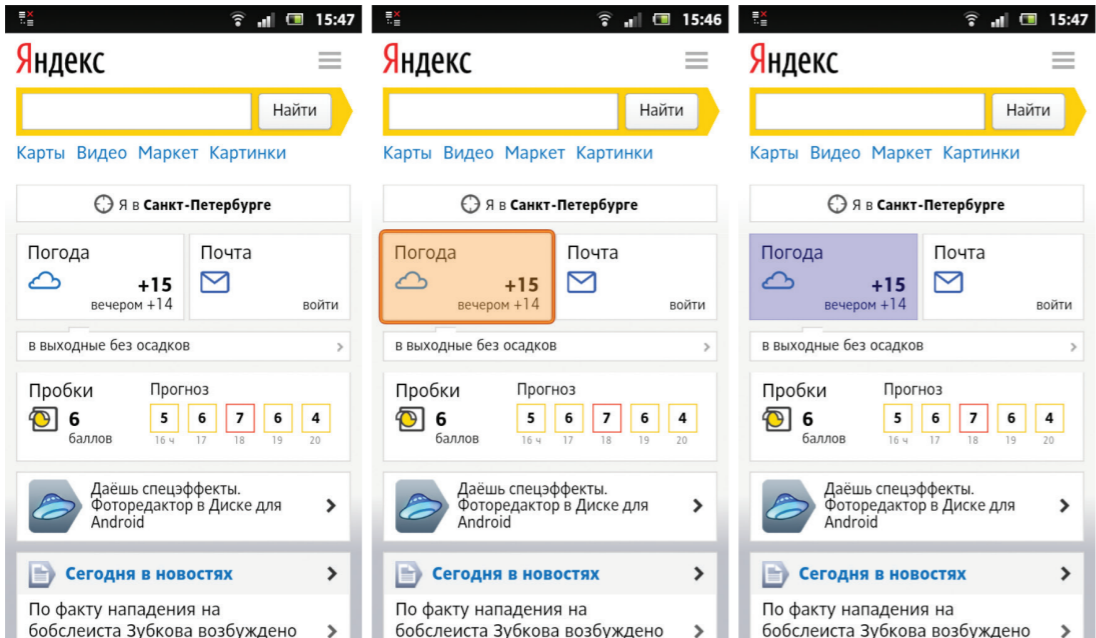 15:47
Яндекс
Найти
Карты Видео Маркет Картинки
Я в Санкт-Петербурге
Погода
+15
вечером +14
Почта
войти
в выходные без осадков
Пробки
6
баллов
Прогноз
5 6 7 6 4
16 ч 17 18 19 20
Даёшь спецэффекты.
Фоторедактор в Диске для
Android
Сегодня в новостях
По факту нападения на
бобслеиста Зубкова возбуждено
15:46
Яндекс
Найти
Карты Видео Маркет Картинки
Я в Санкт-Петербурге
Погода
+15
вечером +14
Почта
войти
в выходные без осадков
Пробки
6
баллов
Прогноз
5 6 7 6 4
16 ч 17 18 19 20
Даёшь спецэффекты.
Фоторедактор в Диске для
Android
Сегодня в новостях
По факту нападения на
бобслеиста Зубкова возбуждено
15:47
Яндекс
Найти
Карты Видео Маркет Картинки
Я в Санкт-Петербурге
Погода
+15
вечером +14
Почта
войти
в выходные без осадков
Пробки
6
баллов
Прогноз
5 6 7 6 4
16 ч 17 18 19 20
Даёшь спецэффекты.
Фоторедактор в Диске для
Android
Сегодня в новостях
По факту нападения на
бобслеиста Зубкова возбуждено